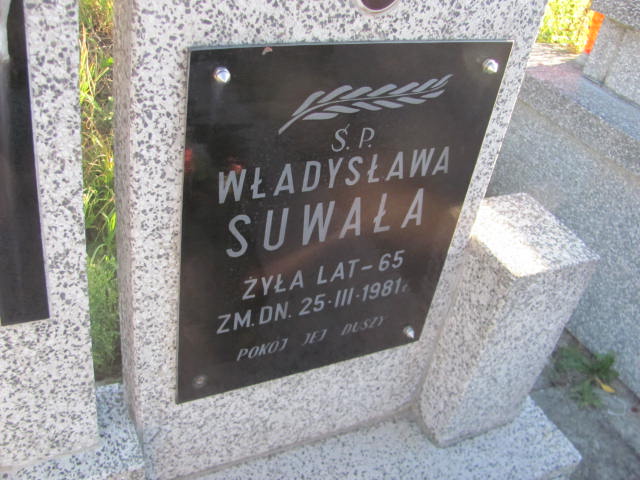 Ś.P.
WŁADYSŁAWA
SUWAŁA
ŻYŁA LAT-65
ZM.DN. 25·III·1981r.
POKÓJ JEJ DUSZY